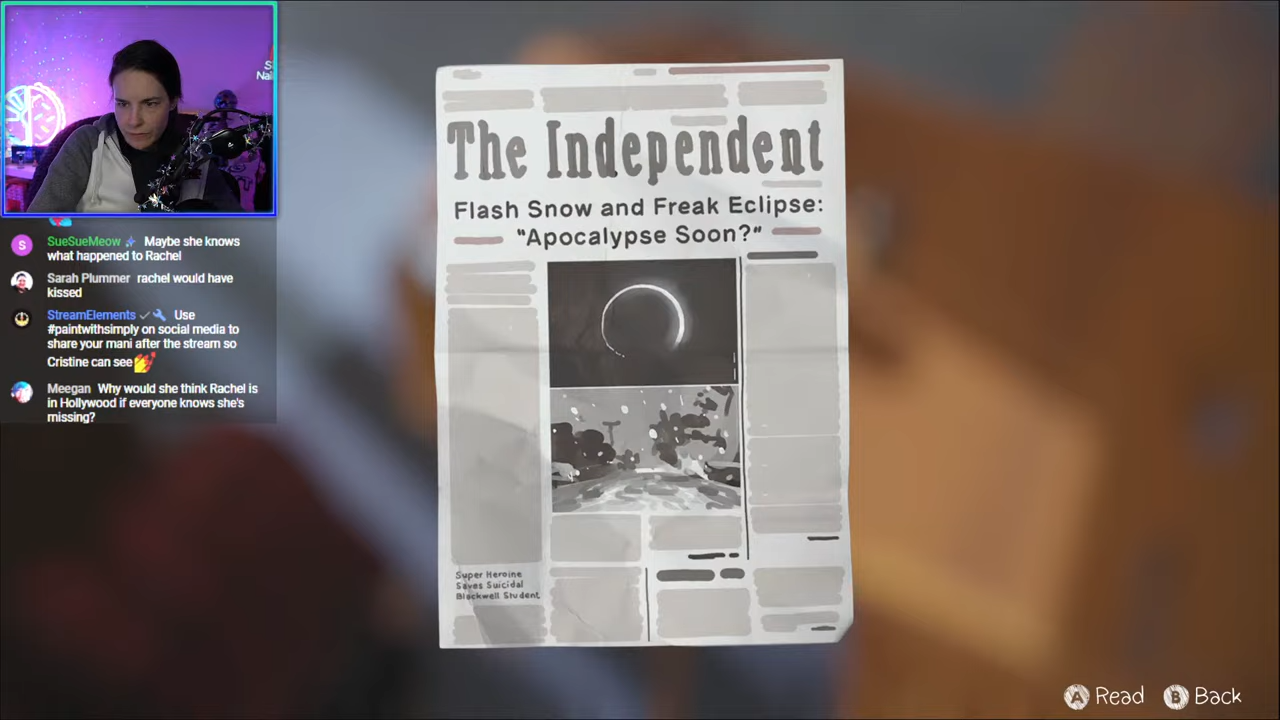 SueSueMeow Maybe she knows
what happened to Rachel
Sarah Plummer rachel would have
kissed
StreamElements Use
#paintwithsimply on social media to
share your mani after the stream so
Cristine can see
Meegan Why would she think Rachel is
in Hollywood if everyone knows she's
missing?
The Independent
Flash Snow and Freak Eclipse:
"Apocalypse Soon?"
Super Heroine
Saves Suicidal
Blackwell Student
A Read B Back